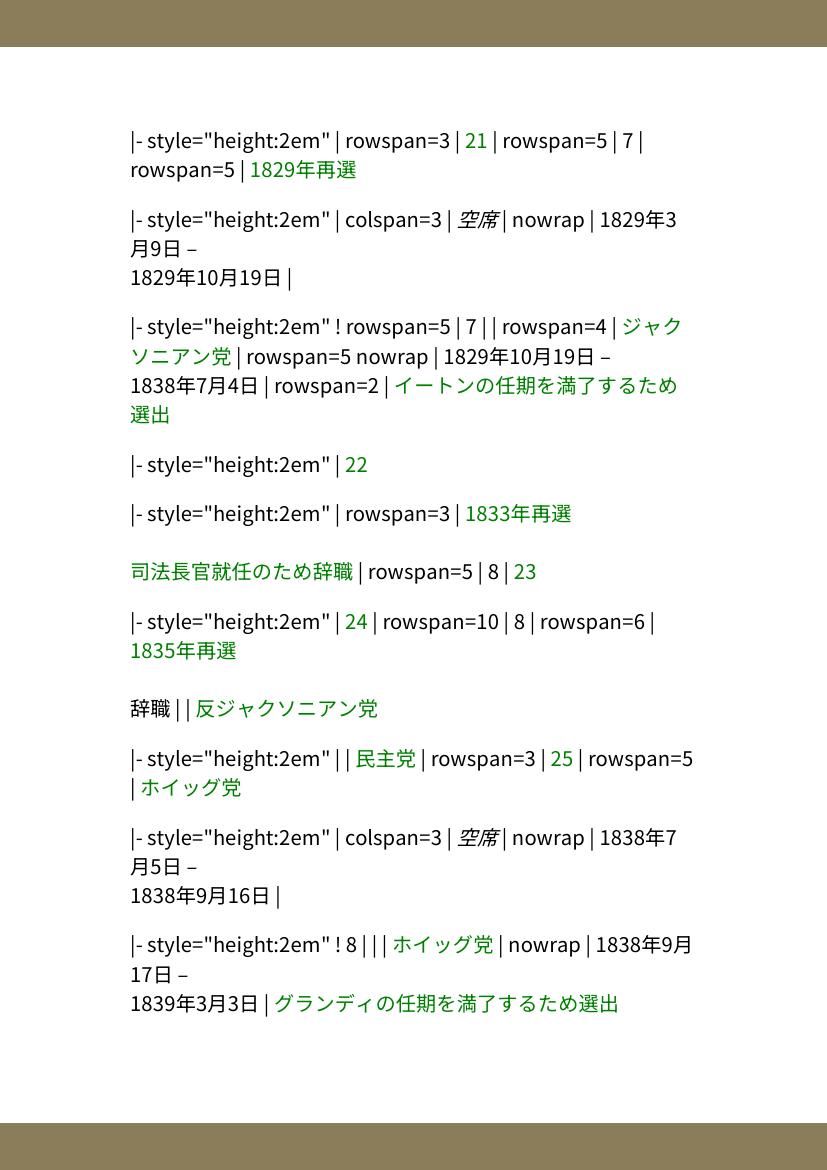 |- style="height:2em" | rowspan=3 | 21 | rowspan=5 | 7 |
rowspan=5 | 1829年再選
|- style="height:2em" | colspan=3 | 空席 | nowrap | 1829年3
月9日 –
1829年10月19日 |
|- style="height:2em" ! rowspan=5 | 7 | | rowspan=4 | ジャク
ソニアン党 | rowspan=5 nowrap | 1829年10月19日 –
1838年7月4日 | rowspan=2 | イートンの任期を満了するため
選出
|- style="height:2em" | 22
|- style="height:2em" | rowspan=3 | 1833年再選
司法長官就任のため辞職 | rowspan=5 | 8 | 23
|- style="height:2em" | 24 | rowspan=10 | 8 | rowspan=6 |
1835年再選
辞職 | | 反ジャクソニアン党
|- style="height:2em" | | 民主党 | rowspan=3 | 25 | rowspan=5
| ホイッグ党
|- style="height:2em" | colspan=3 | 空席 | nowrap | 1838年7
月5日 –
1838年9月16日 |
|- style="height:2em" ! 8 | | | ホイッグ党 | nowrap | 1838年9月
17日 –
1839年3月3日 | グランディの任期を満了するため選出